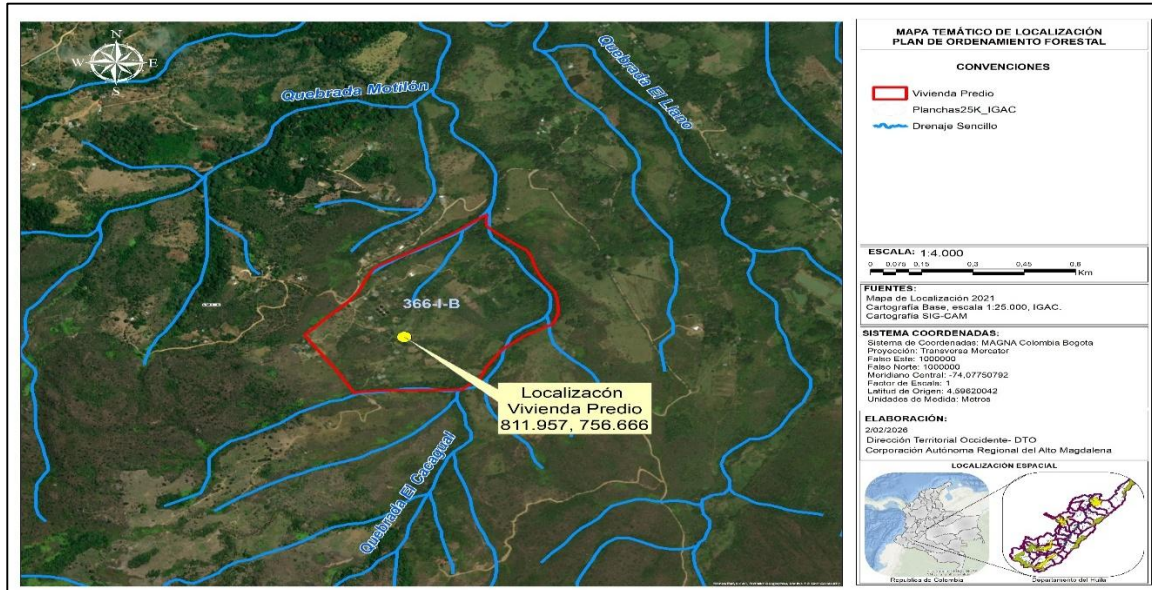 N
W E
S
Quebrada Motilón
Quebrada El Llano
366-I-B
Localizacón
Vivienda Predio
811.957, 756.666
Quebrada El Cacagual
MAPA TEMÁTICO DE LOCALIZACIÓN
PLAN DE ORDENAMIENTO FORESTAL
CONVENCIONES
Vivienda Predio
Planchas25K_IGAC
Drenaje Sencillo
ESCALA: 1:4.000
0 0.075 0.15 0.3 0.45 0.6
Km
FUENTES:
Mapa de Localización 2021
Cartografía Base, escala 1:25.000, IGAC.
Cartografía SIG-CAM
SISTEMA COORDENADAS:
Sistema de Coordenadas: MAGNA Colombia Bogota
Proyección: Transversa Mercator
Falso Este: 1000000
Falso Norte: 1000000
Meridiano Central: -74,07750792
Factor de Escala: 1
Latitud de Origen: 4,59620042
Unidades de Medida: Metros
ELABORACIÓN:
2/02/2026
Dirección Territorial Occidente- DTO
Corporación Autónoma Regional del Alto Magdalena
LOCALIZACIÓN ESPACIAL
Republica de Colombia
Departamento del Huila